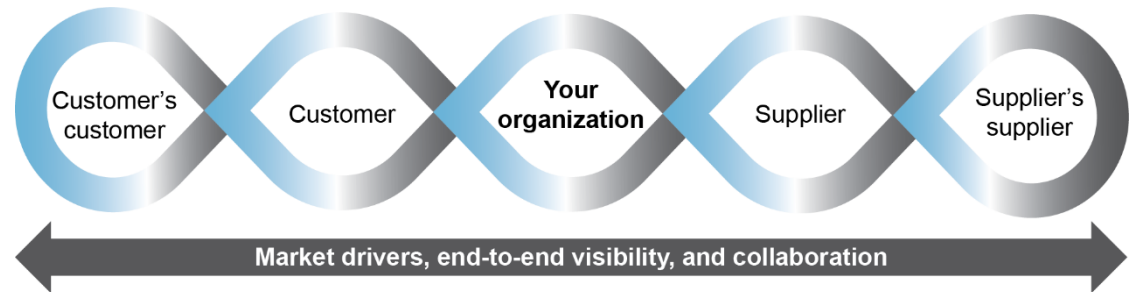 Customer’s
customer
Customer
Your
organization
Supplier
Supplier’s
supplier
Market drivers, end-to-end visibility, and collaboration